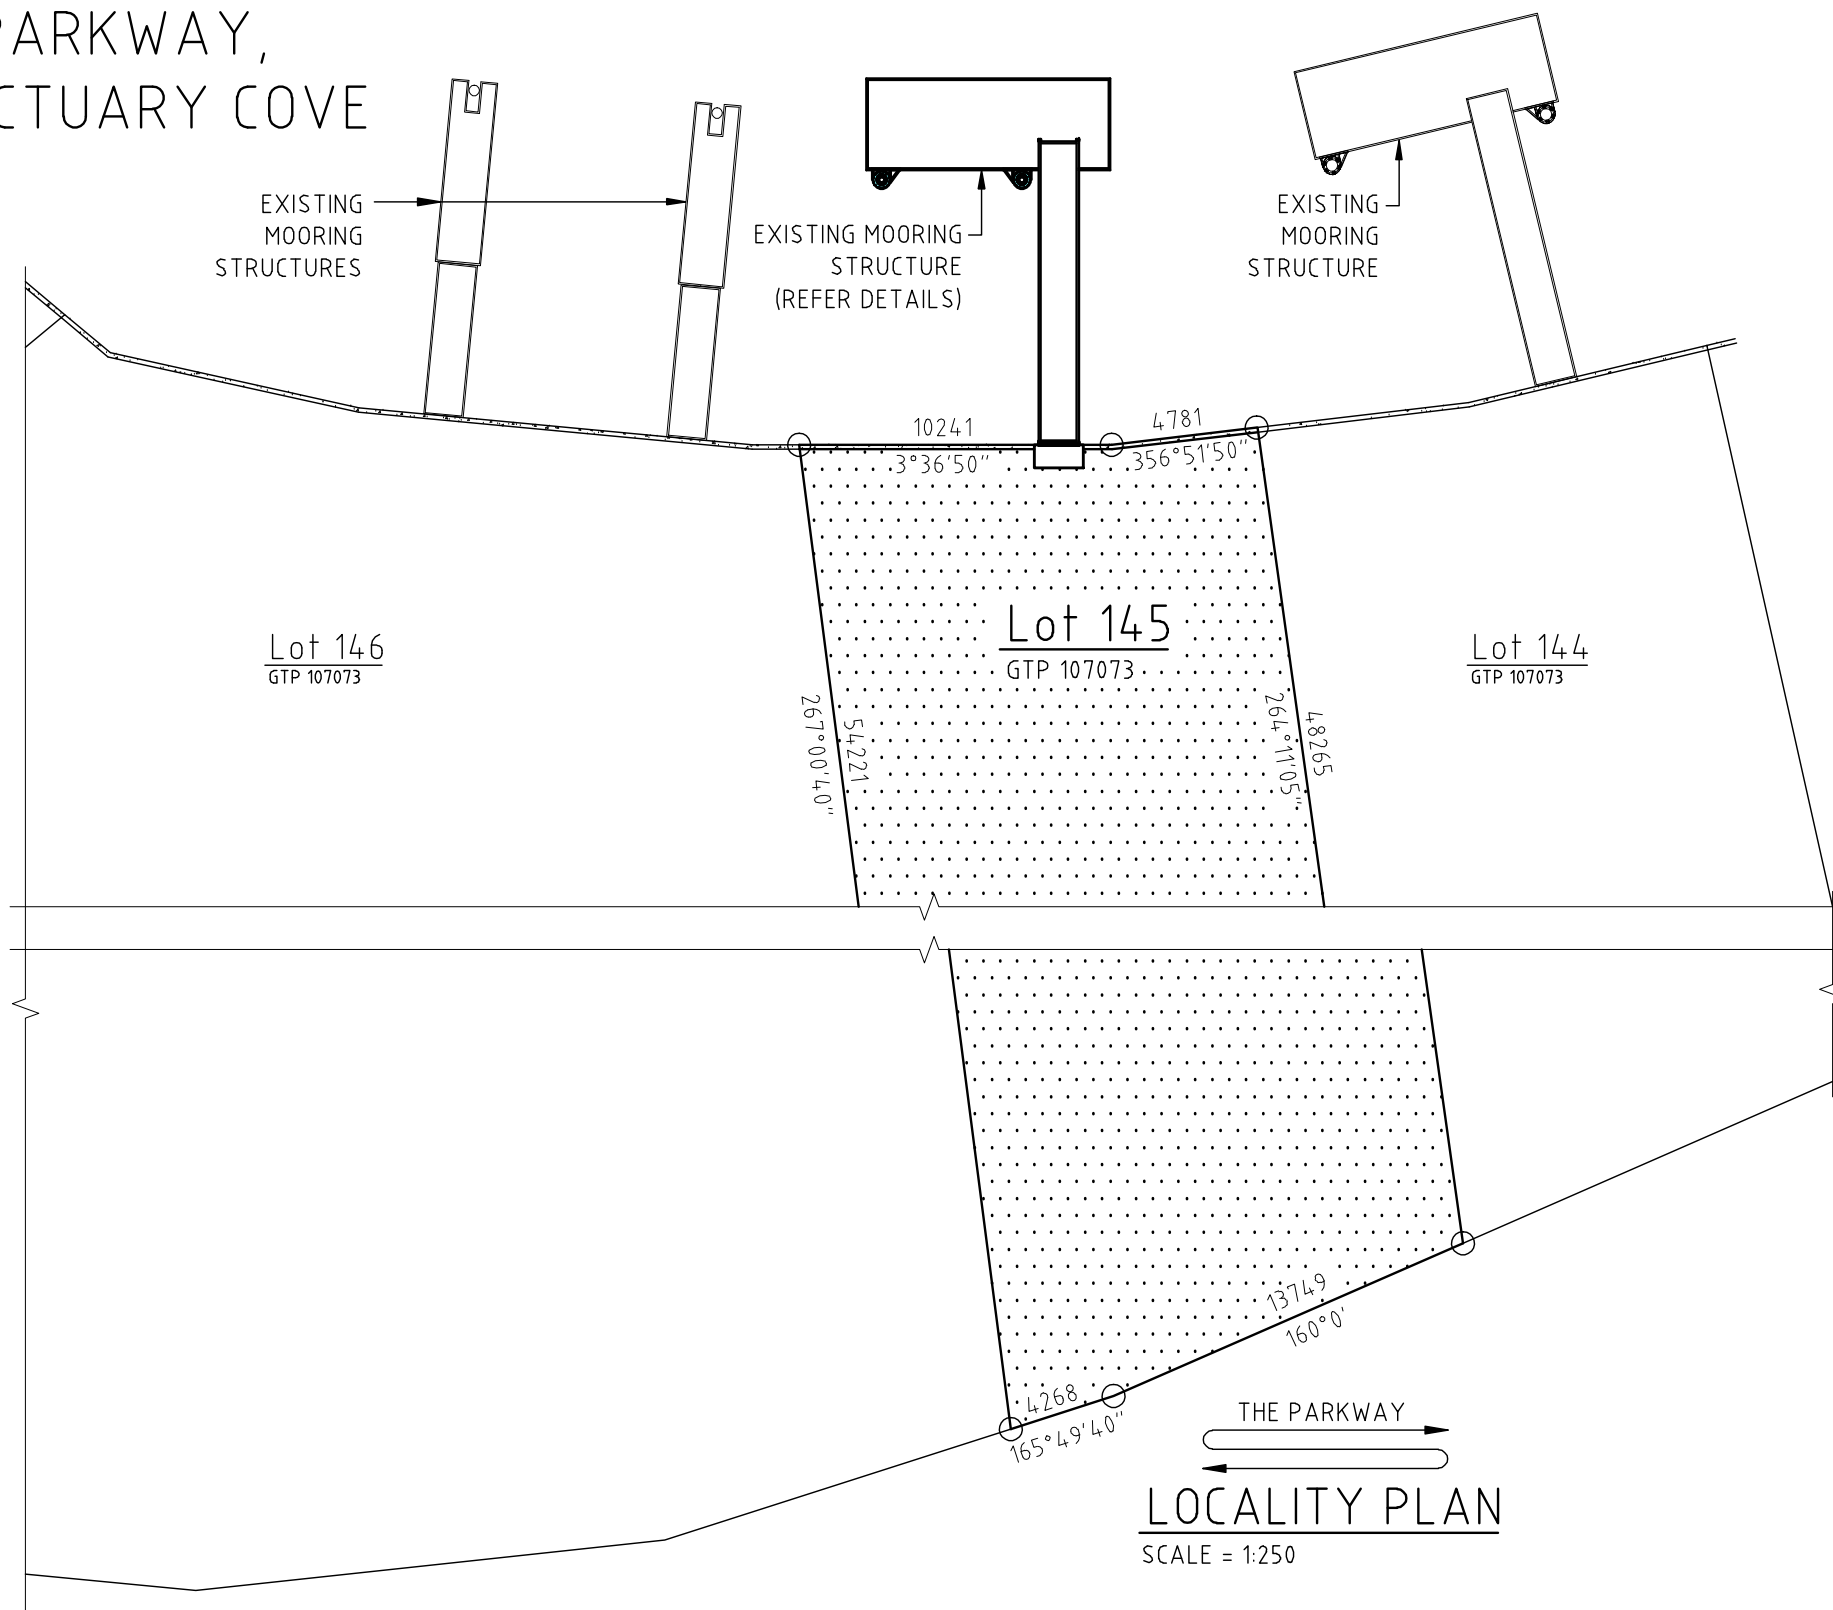 PARKWAY,
CTUARY COVE
EXISTING
MOORING
STRUCTURES
EXISTING MOORING
STRUCTURE
(REFER DETAILS)
EXISTING
MOORING
STRUCTURE
10241
3°36'50"
4781
356°51'50"
Lot 146
GTP 107073
Lot 145
GTP 107073
Lot 144
GTP 107073
267°00'40"
54221
264°11'05"
48265
13749
160°0'
4268
165°49'40"
THE PARKWAY
LOCALITY PLAN
SCALE = 1:250